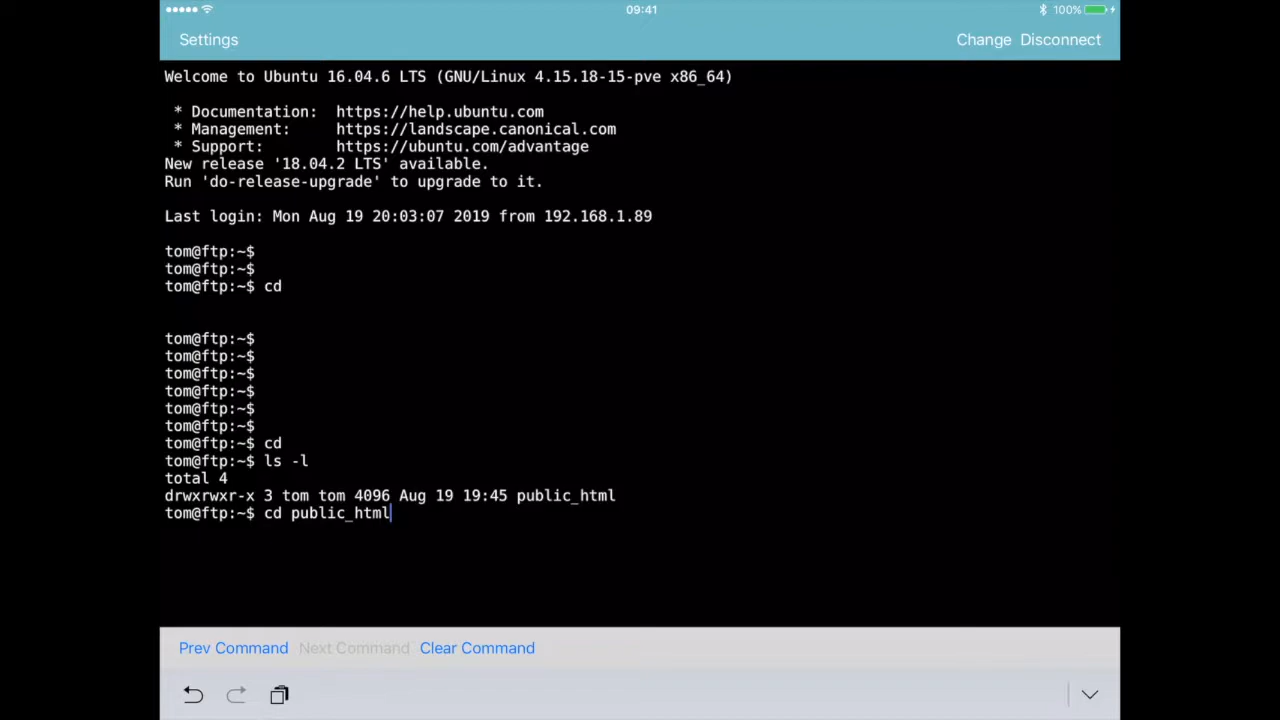 09:41
100%
Settings
Change Disconnect
Welcome to Ubuntu 16.04.6 LTS (GNU/Linux 4.15.18-15-pve x86_64)
* Documentation: https://help.ubuntu.com
* Management: https://landscape.canonical.com
* Support: https://ubuntu.com/advantage
New release '18.04.2 LTS' available.
Run 'do-release-upgrade' to upgrade to it.
Last login: Mon Aug 19 20:03:07 2019 from 192.168.1.89
tom@ftp:~$
tom@ftp:~$
tom@ftp:~$ cd
tom@ftp:~$
tom@ftp:~$
tom@ftp:~$
tom@ftp:~$
tom@ftp:~$
tom@ftp:~$
tom@ftp:~$ cd
tom@ftp:~$ ls -l
total 4
drwxrwxr-x 3 tom tom 4096 Aug 19 19:45 public_html
tom@ftp:~$ cd public_html
Prev Command Next Command Clear Command